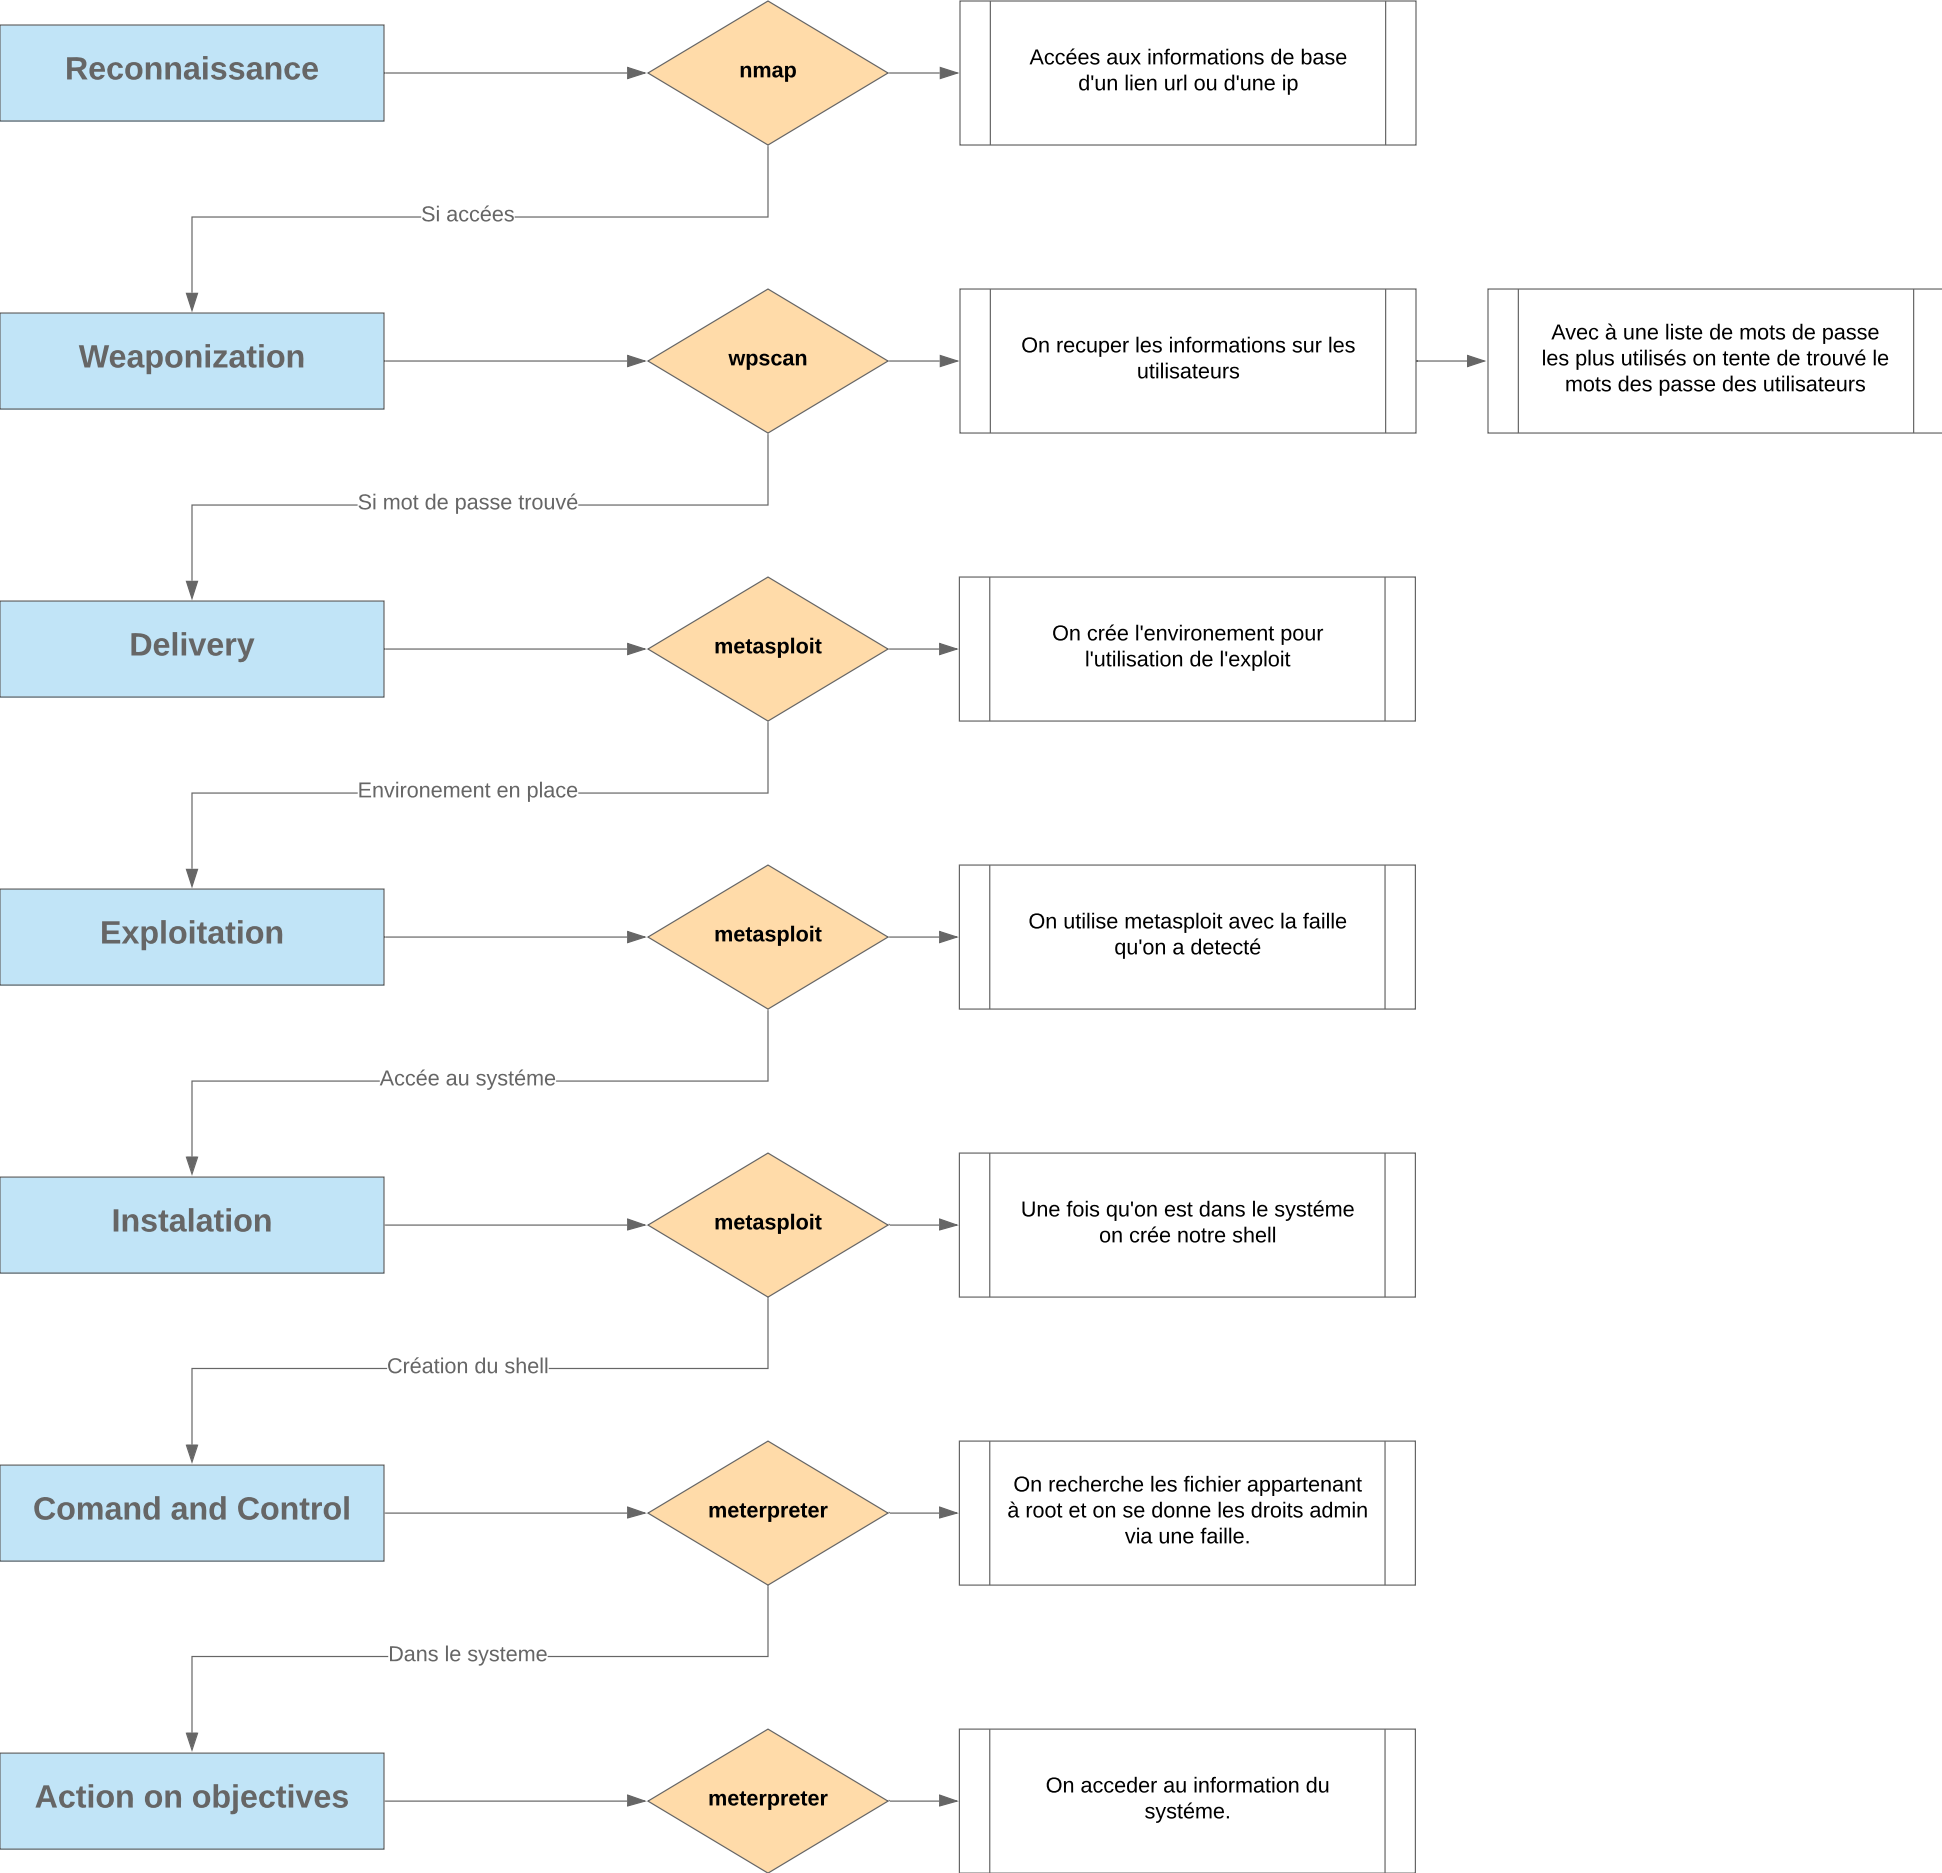 Reconnaissance
nmap
Accées aux informations de base
d'un lien url ou d'une ip
Si accées
Weaponization
wpscan
On recuper les informations sur les
utilisateurs
Avec à une liste de mots de passe
les plus utilisés on tente de trouvé le
mots des passe des utilisateurs
Si mot de passe trouvé
Delivery
metasploit
On crée l'environement pour
l'utilisation de l'exploit
Environement en place
Exploitation
metasploit
On utilise metasploit avec la faille
qu'on a detecté
Accée au systéme
Instalation
metasploit
Une fois qu'on est dans le systéme
on crée notre shell
Création du shell
Comand and Control
meterpreter
On recherche les fichier appartenant
à root et on se donne les droits admin
via une faille.
Dans le systeme
Action on objectives
meterpreter
On acceder au information du
systéme.